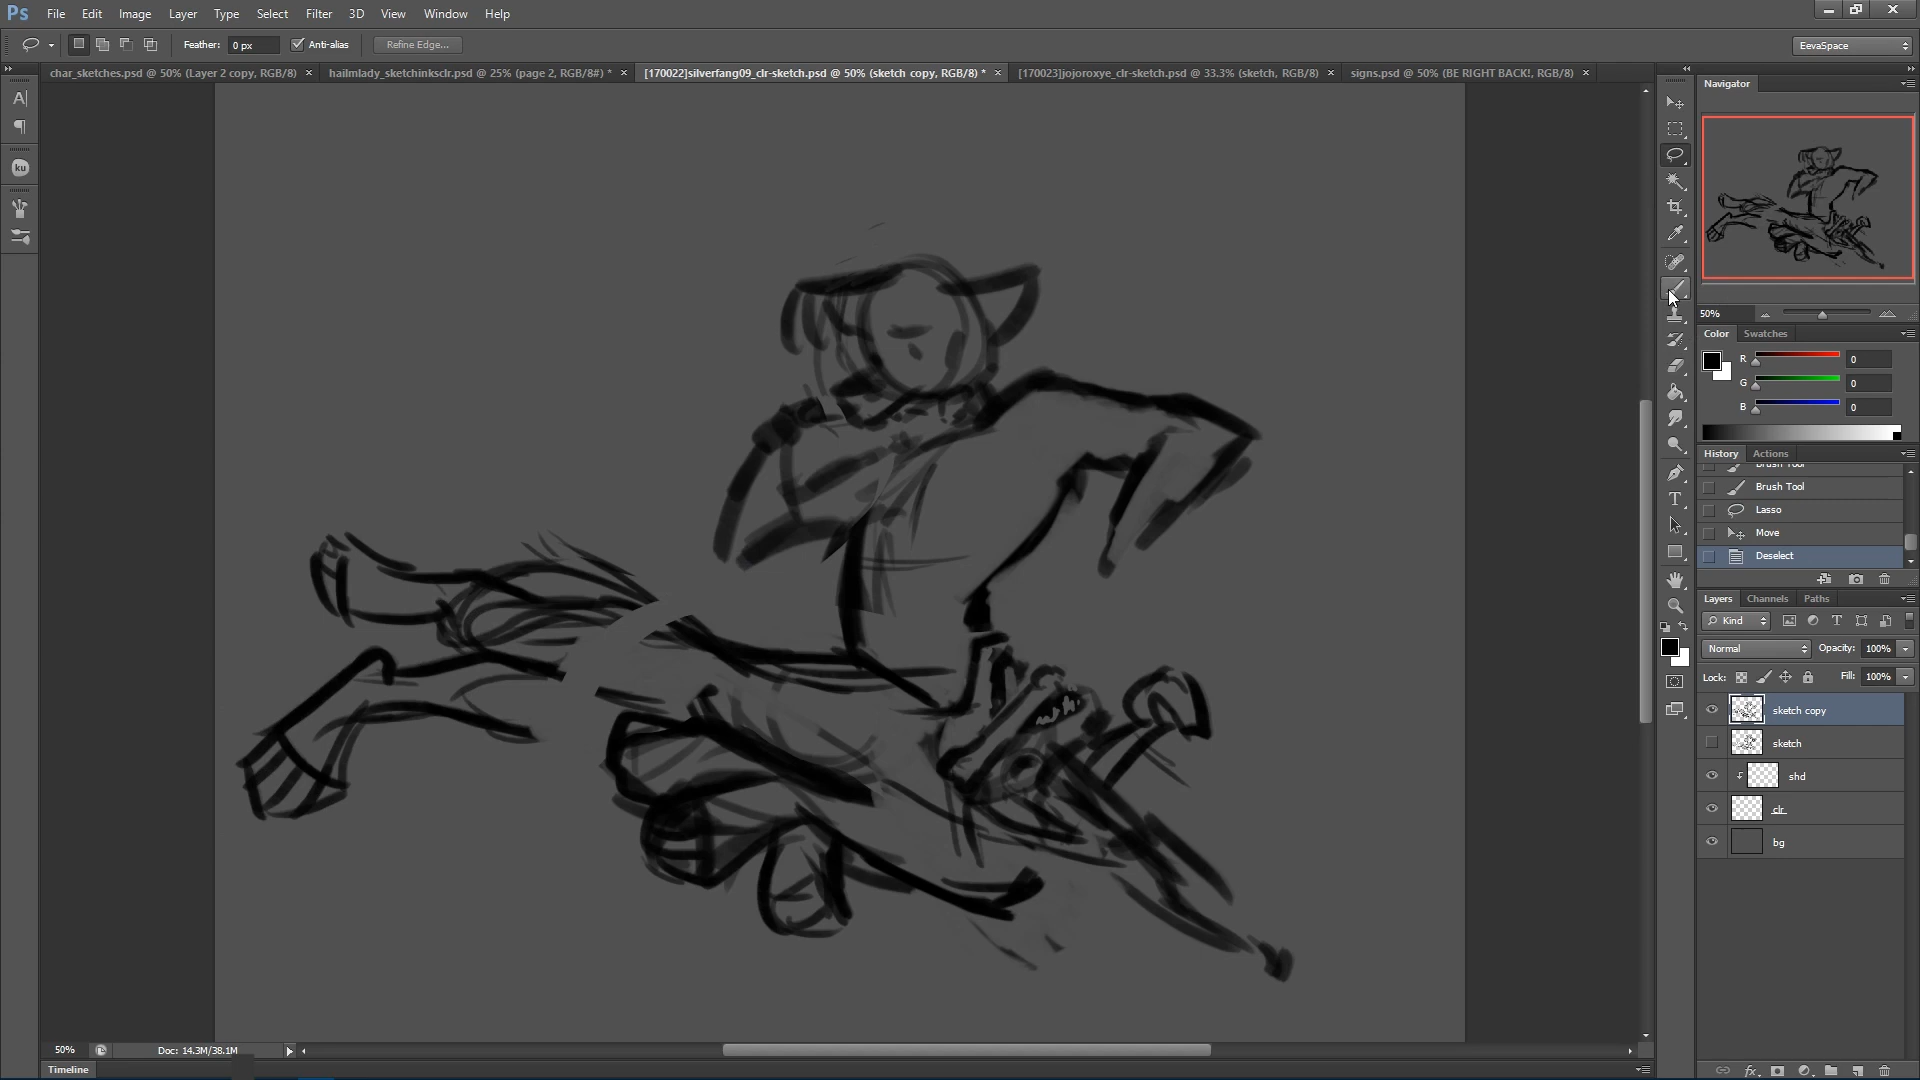 Ps File Edit Image Layer Type Select Filter 3D View Window Help
Feather: 0 px Anti-alias Refine Edge... EevaSpace
char_sketches.psd @ 50% (Layer 2 copy, RGB/8) × hailmlady_sketchinksclr.psd @ 25% (page 2, RGB/8#) * × [170022]silverfang09_clr-sketch.psd @ 50% (sketch copy, RGB/8) * × [170023]jojoroxye_clr-sketch.psd @ 33.3% (sketch, RGB/8) × signs.psd @ 50% (BE RIGHT BACK!, RGB/8) ×
A
ku
Navigator
50%
Color Swatches
R 0
G 0
B 0
History Actions
Brush Tool
Brush Tool
Lasso
Move
Deselect
Layers Channels Paths
Kind
Normal Opacity: 100%
Lock: Fill: 100%
sketch copy
sketch
shd
clr
bg
T
T
fx
50% Doc: 14.3M/38.1M
Timeline